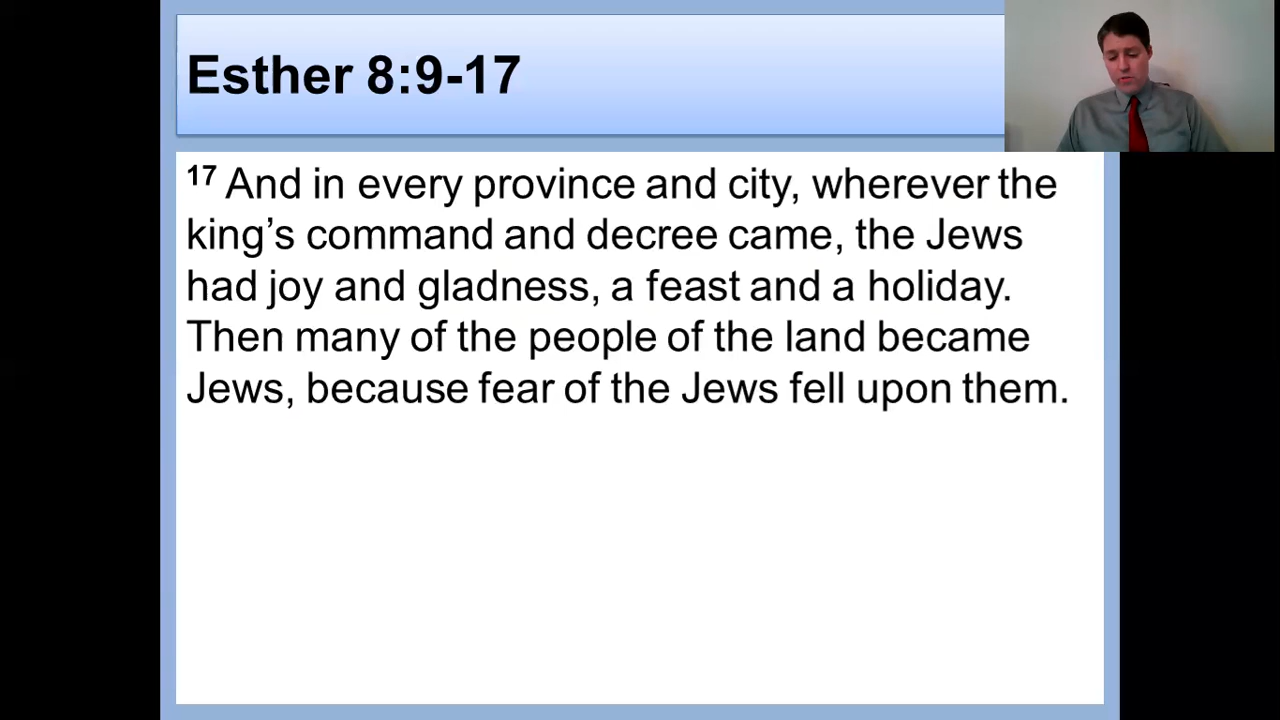 Esther 8:9-17
17 And in every province and city, wherever the
king’s command and decree came, the Jews
had joy and gladness, a feast and a holiday.
Then many of the people of the land became
Jews, because fear of the Jews fell upon them.